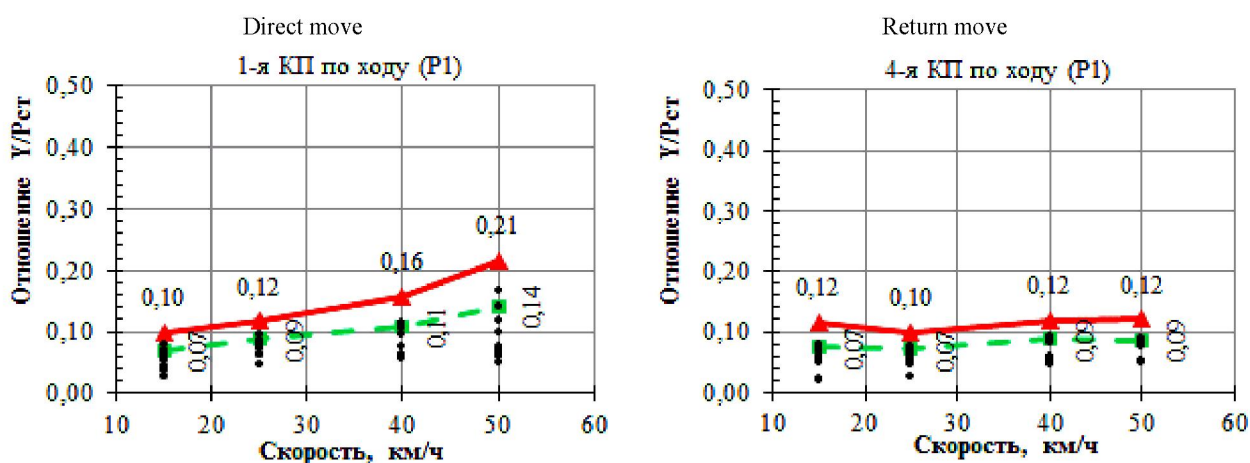 Direct move
1-я КП по ходу (Р1)
Отношение Y/Рст
0,50
0,40
0,30
0,20
0,10
0,00
0,10
0,12
0,16
0,21
0,07
0,09
0,11
0,14
10 20 30 40 50 60
Скорость, км/ч
Return move
4-я КП по ходу (Р1)
Отношение Y/Рст
0,50
0,40
0,30
0,20
0,10
0,00
0,12
0,10
0,12
0,12
0,07
0,07
0,09
0,09
10 20 30 40 50 60
Скорость, км/ч